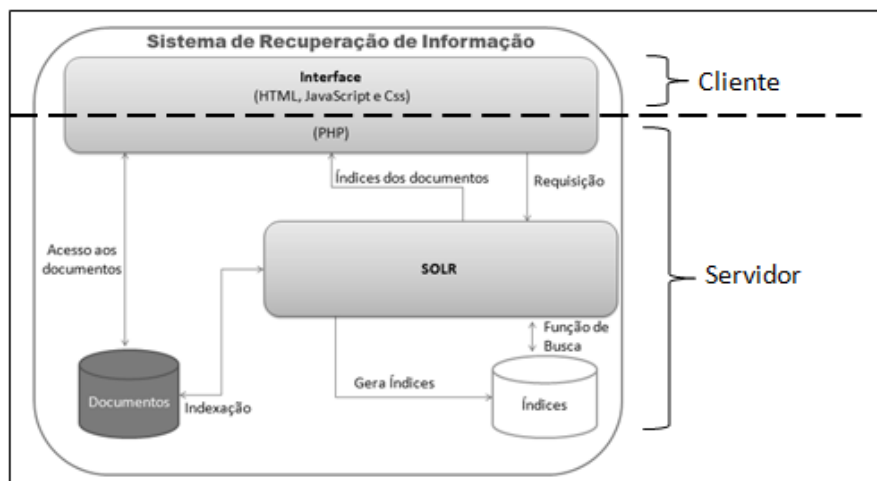 Sistema de Recuperação de Informação
Interface
(HTML, JavaScript e Css)
Cliente
(PHP)
Índices dos documentos
Requisição
Acesso aos
documentos
SOLR
Servidor
Função de
Busca
Gera Índices
Documentos
Indexação
Índices